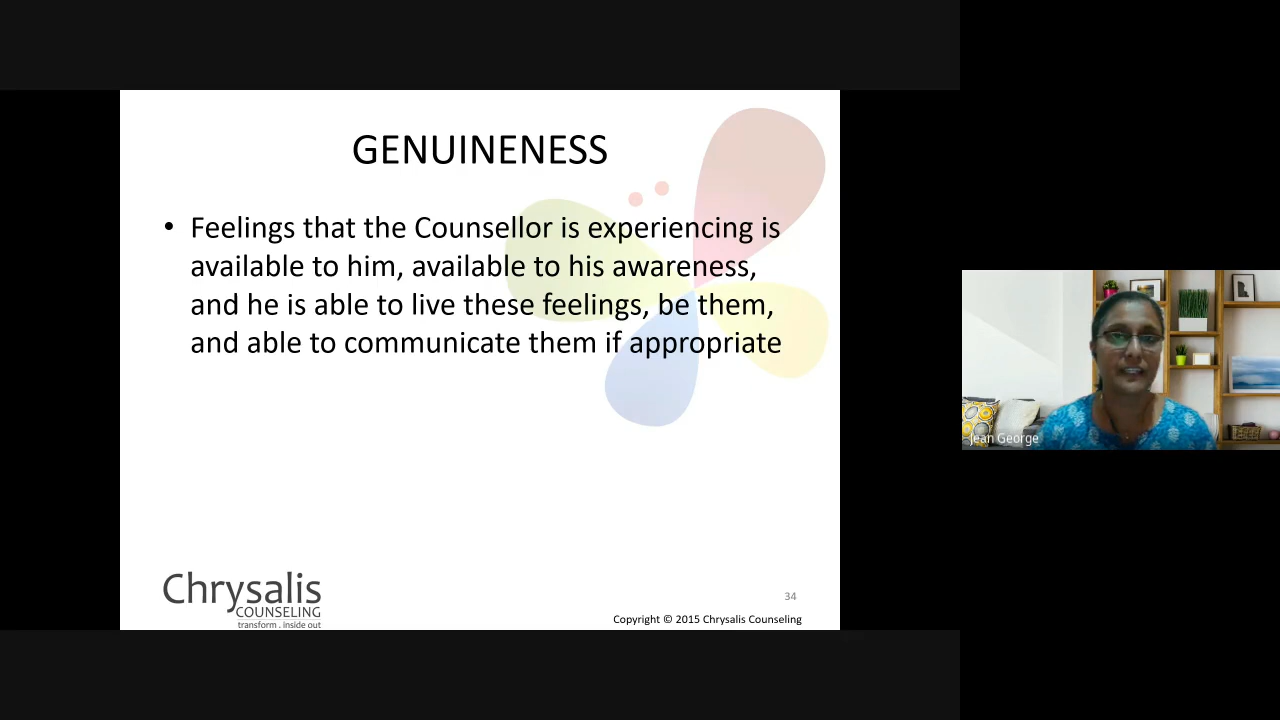 GENUINENESS
• Feelings that the Counsellor is experiencing is
available to him, available to his awareness,
and he is able to live these feelings, be them,
and able to communicate them if appropriate
Jean George
Chrysalis
COUNSELING
transform . inside out
34
Copyright © 2015 Chrysalis Counseling